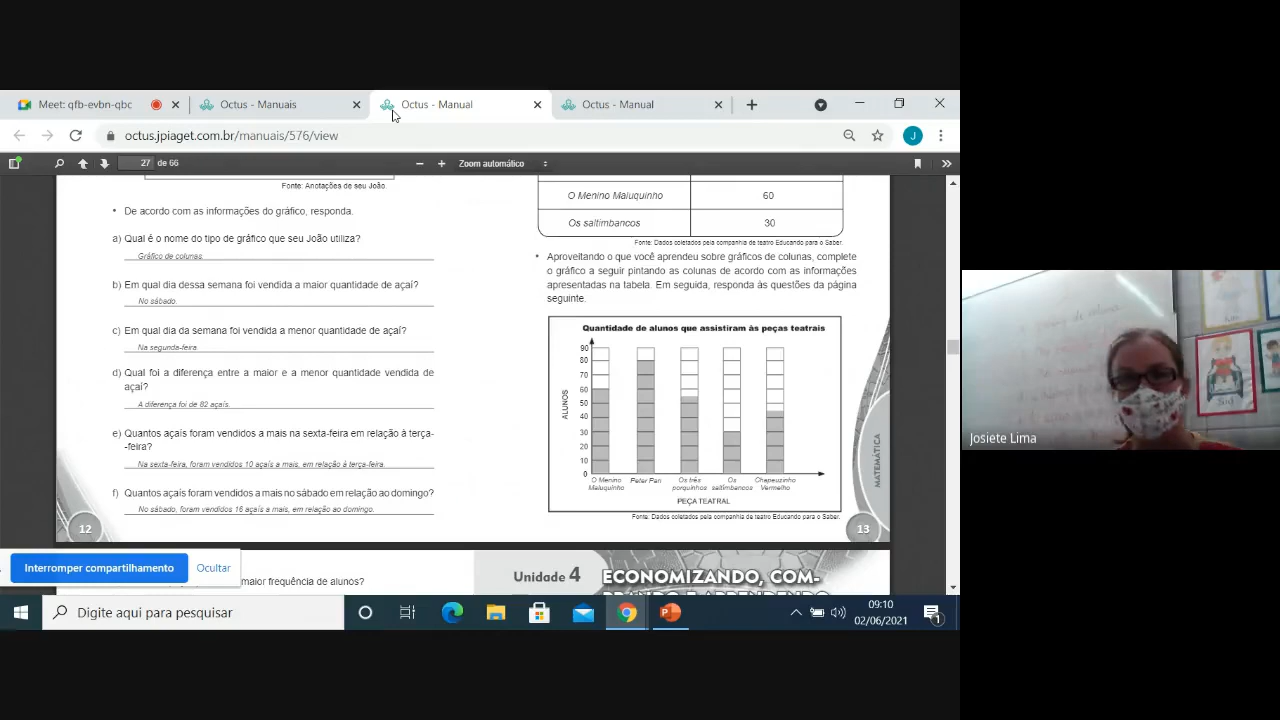 Meet: qfb-evbn-qbc
Octus - Manuais
Octus - Manual
Octus - Manual
octus.jpiaget.com.br/manuais/576/view
J
27 de 66
Zoom automático
Fonte: Anotações de seu João.
• De acordo com as informações do gráfico, responda.
a) Qual é o nome do tipo de gráfico que seu João utiliza?
Gráfico de colunas.
b) Em qual dia dessa semana foi vendida a maior quantidade de açaí?
No sábado.
c) Em qual dia da semana foi vendida a menor quantidade de açaí?
Na segunda-feira
d) Qual foi a diferença entre a maior e a menor quantidade vendida de
açaí?
A diferença foi de 82 açaís.
e) Quantos açaís foram vendidos a mais na sexta-feira em relação à terça-
-feira?
Na sexta-feira, foram vendidos 10 açaís a mais, em relação à terça-feira.
f) Quantos açaís foram vendidos a mais no sábado em relação ao domingo?
No sábado, foram vendidos 16 açaís a mais, em relação ao domingo.
12
O Menino Maluquinho 60
Os saltimbancos 30
Fonte: Dados coletados pela companhia de teatro Educando para o Saber.
• Aproveitando o que você aprendeu sobre gráficos de colunas, complete
o gráfico a seguir pintando as colunas de acordo com as informações
apresentadas na tabela. Em seguida, responda às questões da página
seguinte.
Quantidade de alunos que assistiram às peças teatrais
90
80
70
60
50
40
30
20
10
0
ALUNOS
O Menino Maluquinho
Peter Pan
Os três porquinhos
Os saltimbancos
Chapeuzinho Vermelho
PEÇA TEATRAL
Fonte: Dados coletados pela companhia de teatro Educando para o Saber.
MATEMÁTICA
13
maior frequência de alunos?
Unidade 4
ECONOMIZANDO, COM-
Interromper compartilhamento
Ocultar
Digite aqui para pesquisar
09:10
02/06/2021
Josiete Lima